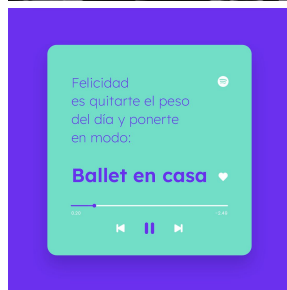 Felicidad
es quitarte el peso
del día y ponerte
en modo:
Ballet en casa
0:20
-2:48